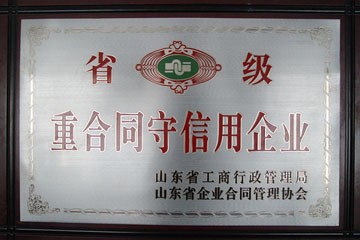 省 级
重合同守信用企业
山东省工商行政管理局
山东省企业合同管理协会